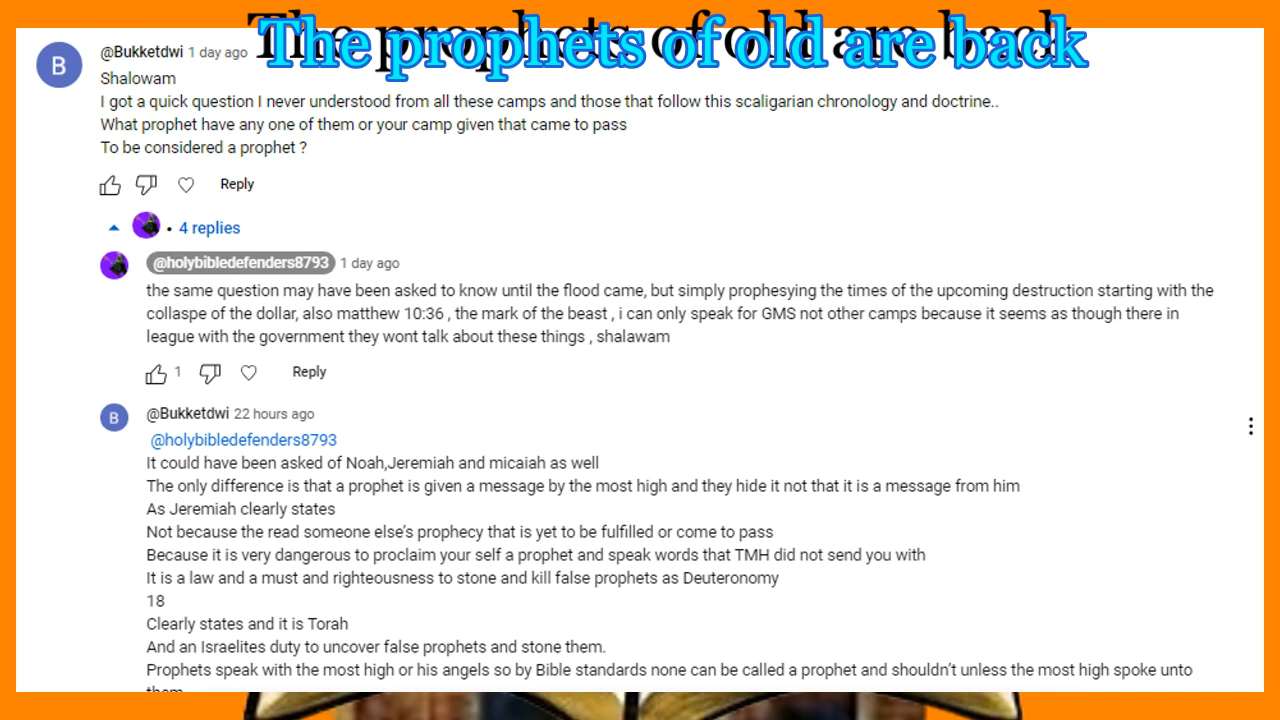 The prophets of old are back
@Bukketdwi 1 day ago
Shalowam
I got a quick question I never understood from all these camps and those that follow this scaligarian chronology and doctrine..
What prophet have any one of them or your camp given that came to pass
To be considered a prophet ?
Reply
4 replies
@holybibledefenders8793 1 day ago
the same question may have been asked to know until the flood came, but simply prophesying the times of the upcoming destruction starting with the
collaspe of the dollar, also matthew 10:36 , the mark of the beast , i can only speak for GMS not other camps because it seems as though there in
league with the government they wont talk about these things , shalawam
1 Reply
@Bukketdwi 22 hours ago
@holybibledefenders8793
It could have been asked of Noah,Jeremiah and micaiah as well
The only difference is that a prophet is given a message by the most high and they hide it not that it is a message from him
As Jeremiah clearly states
Not because the read someone else's prophecy that is yet to be fulfilled or come to pass
Because it is very dangerous to proclaim your self a prophet and speak words that TMH did not send you with
It is a law and a must and righteousness to stone and kill false prophets as Deuteronomy
18
Clearly states and it is Torah
And an Israelites duty to uncover false prophets and stone them.
Prophets speak with the most high or his angels so by Bible standards none can be called a prophet and shouldn't unless the most high spoke unto